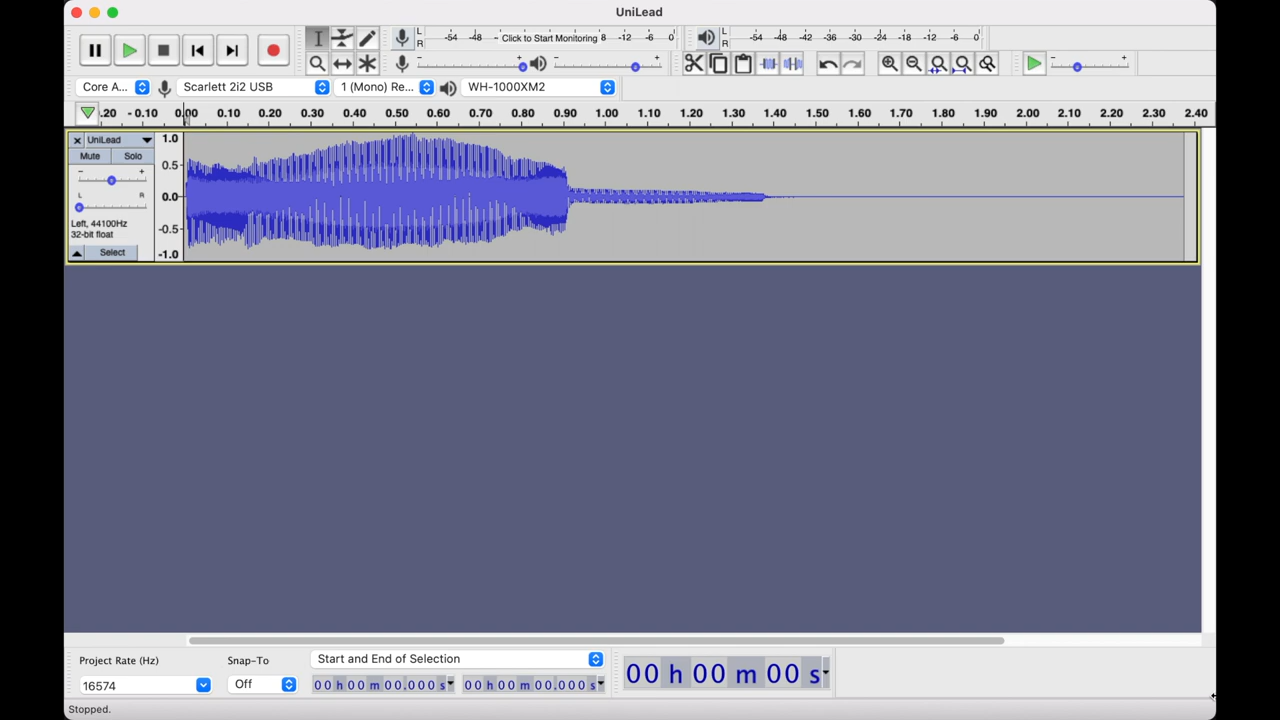 UniLead
L
R
-54 -48 - Click to Start Monitoring 8 -12 -6 0
L
R
-54 -48 -42 -36 -30 -24 -18 -12 -6 0
- +
- +
- +
Core A...
Scarlett 2i2 USB
1 (Mono) Re...
WH-1000XM2
.20 - 0.10 0.00 0.10 0.20 0.30 0.40 0.50 0.60 0.70 0.80 0.90 1.00 1.10 1.20 1.30 1.40 1.50 1.60 1.70 1.80 1.90 2.00 2.10 2.20 2.30 2.40
UniLead
Mute Solo
- +
L R
Left, 44100Hz
32-bit float
Select
1.0
0.5
0.0
-0.5
-1.0
Project Rate (Hz)
16574
Snap-To
Off
Start and End of Selection
00 h 00 m 00.000 s
00 h 00 m 00.000 s
00 h 00 m 00 s
Stopped.